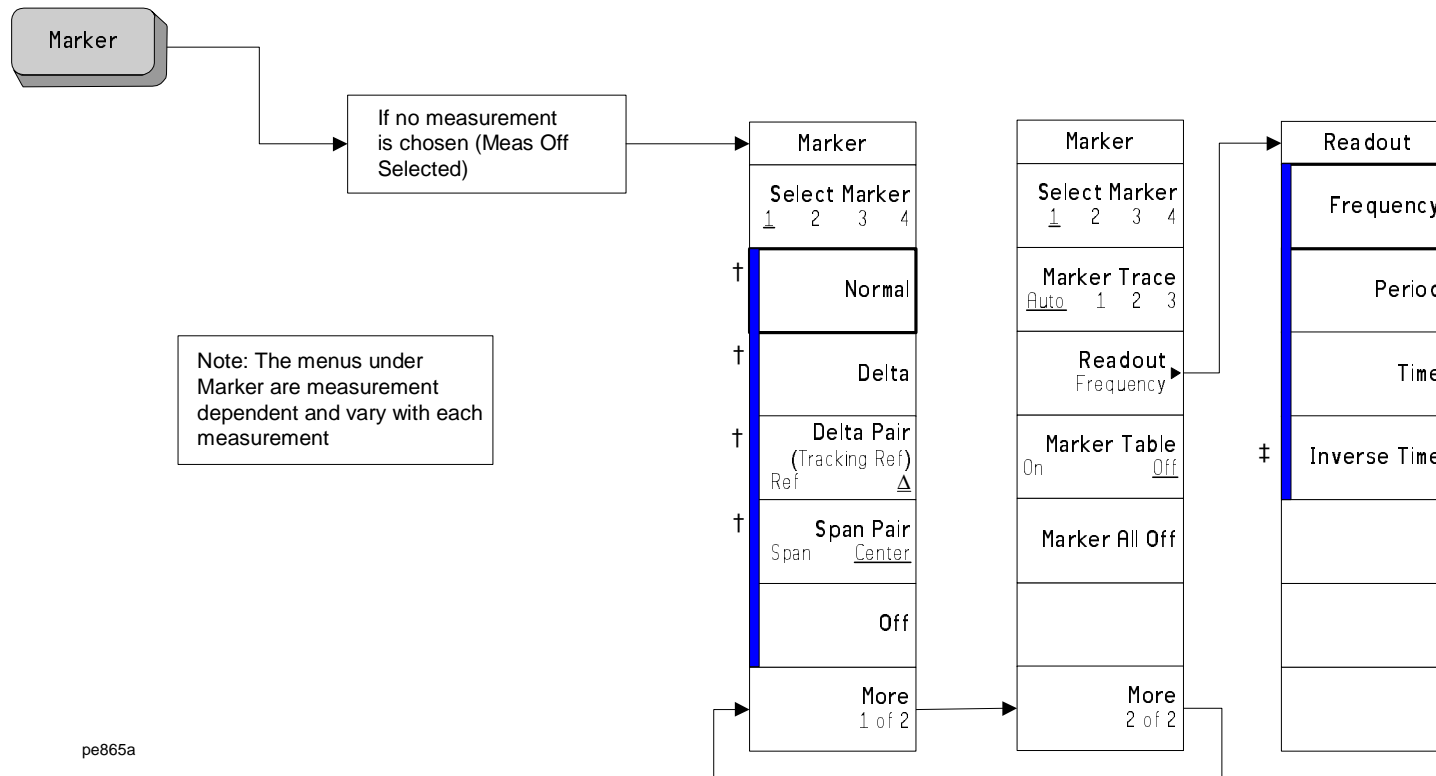 Marker
If no measurement
is chosen (Meas Off
Selected)
Note: The menus under
Marker are measurement
dependent and vary with each
measurement
Marker
Select Marker
1 2 3 4
† Normal
† Delta
† Delta Pair
(Tracking Ref)
Ref Δ
† Span Pair
Span Center
Off
More
1 of 2
Marker
Select Marker
1 2 3 4
Marker Trace
Auto 1 2 3
Readout
Frequency
Marker Table
On Off
Marker All Off
More
2 of 2
Readout
Frequency
Period
Time
‡ Inverse Time
pe865a